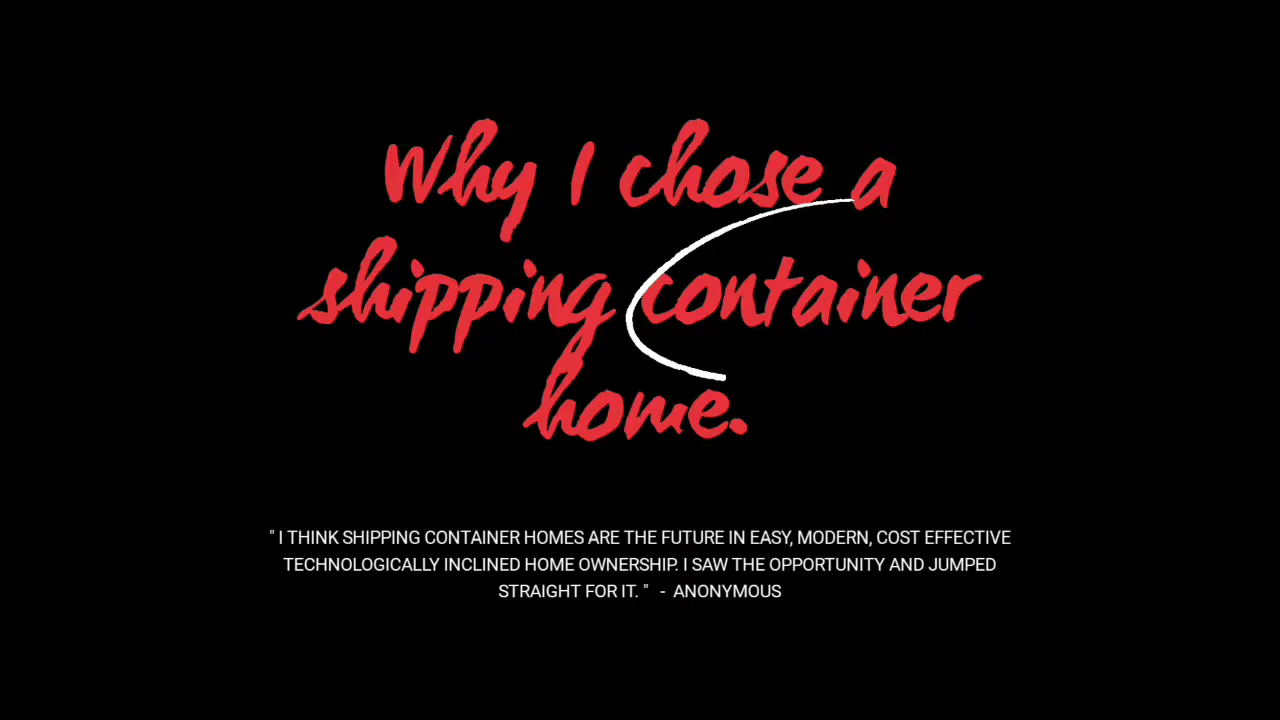 Why I chose a
shipping container
home.
" I THINK SHIPPING CONTAINER HOMES ARE THE FUTURE IN EASY, MODERN, COST EFFECTIVE
TECHNOLOGICALLY INCLINED HOME OWNERSHIP. I SAW THE OPPORTUNITY AND JUMPED
STRAIGHT FOR IT. " - ANONYMOUS